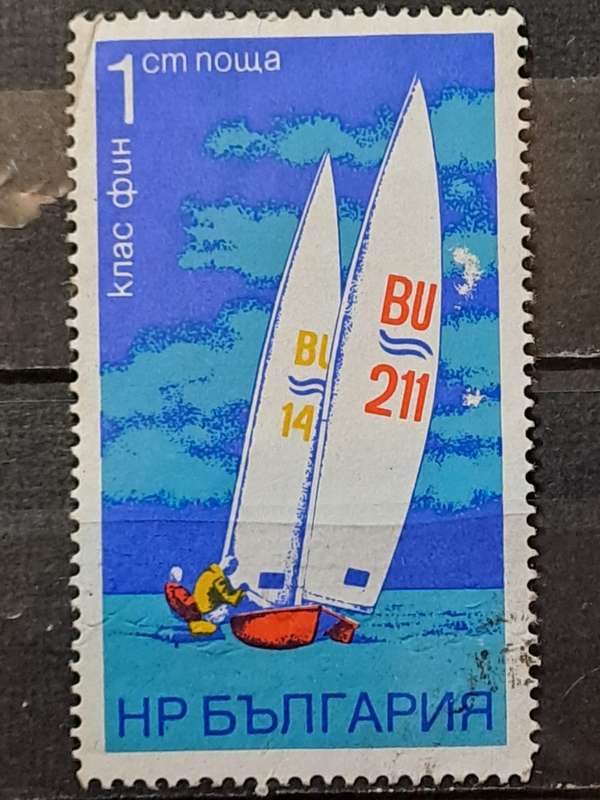 1 ст поща
клас фин
BU
211
BU
14
НР БЪЛГАРИЯ